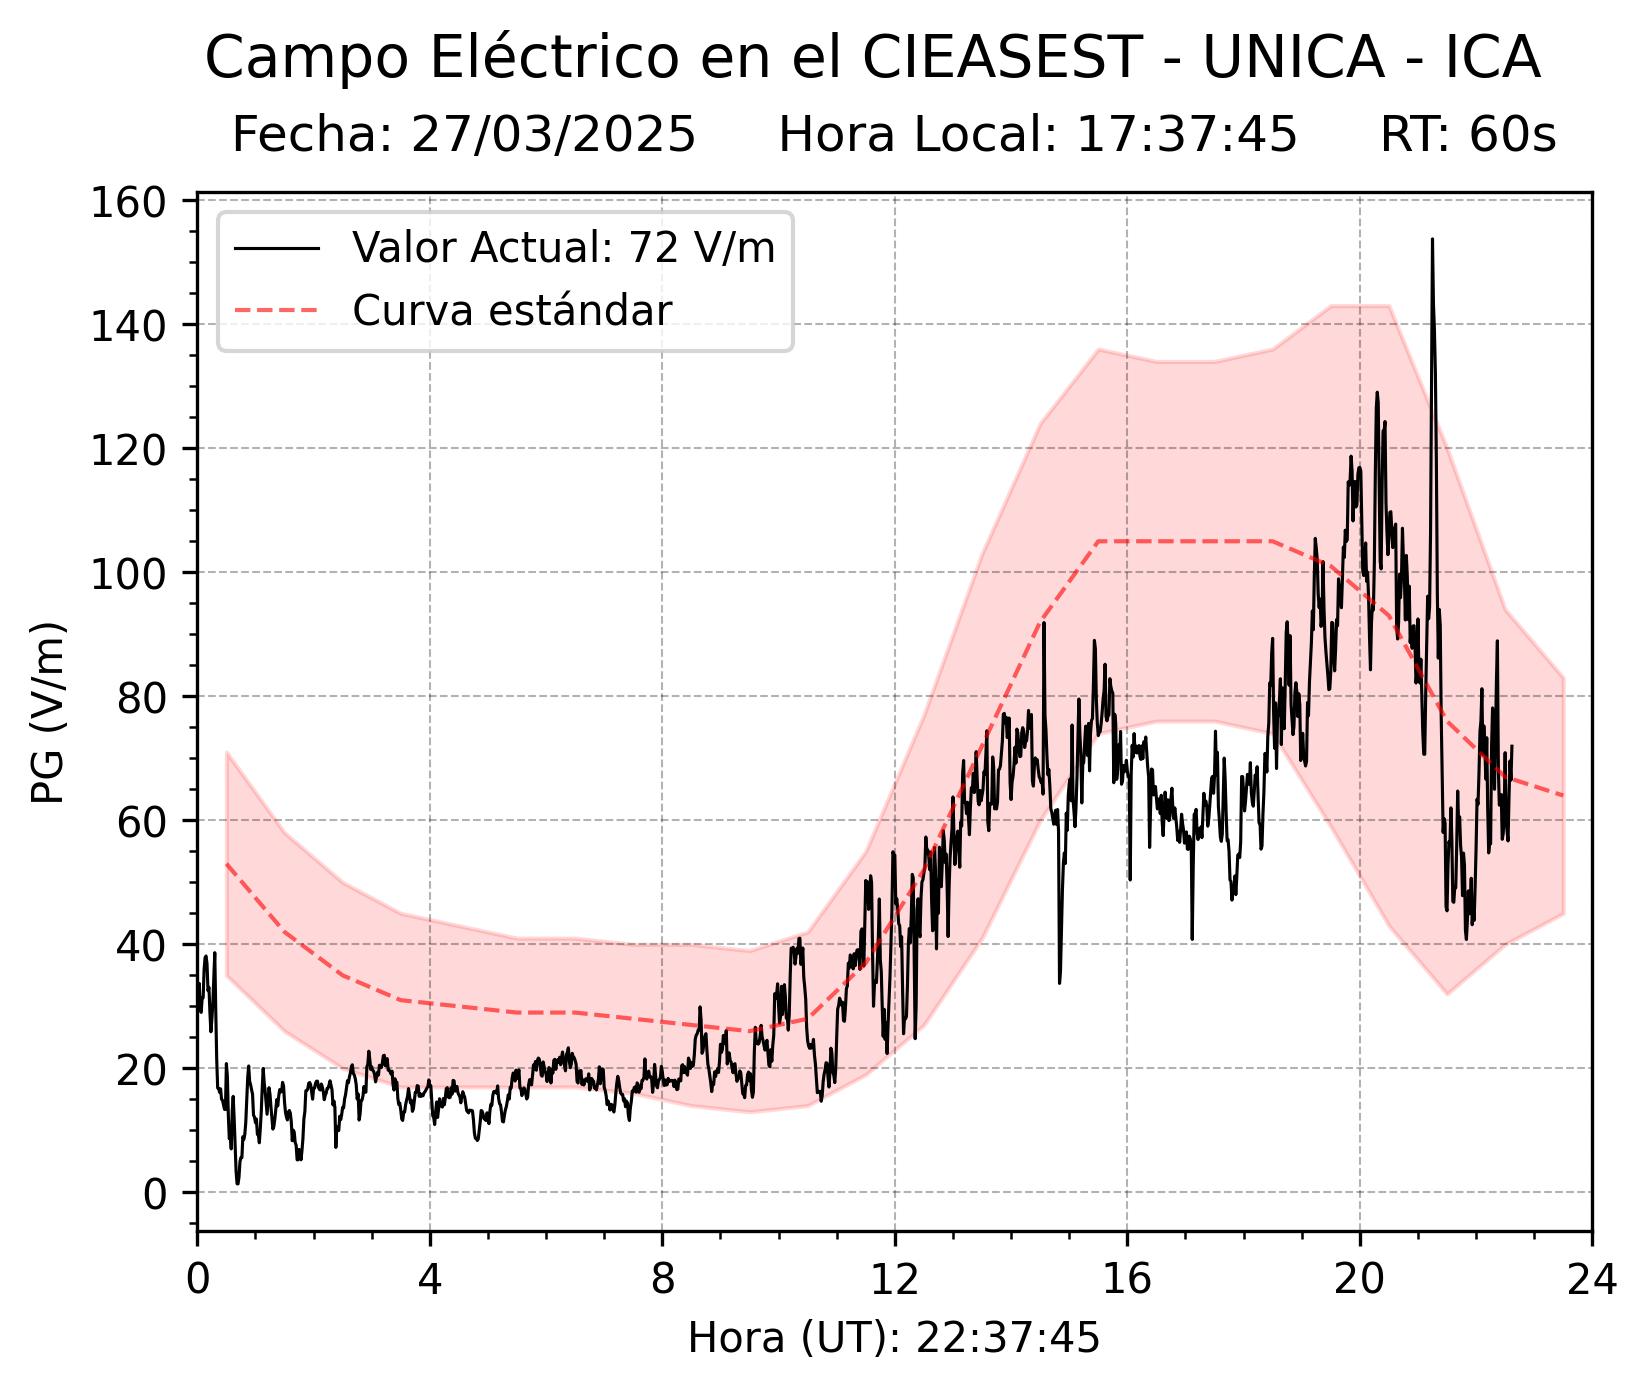 Campo Eléctrico en el CIEASEST - UNICA - ICA
Fecha: 27/03/2025 Hora Local: 17:37:45 RT: 60s
Valor Actual: 72 V/m
Curva estándar
PG (V/m)
160
140
120
100
80
60
40
20
0
0 4 8 12 16 20 24
Hora (UT): 22:37:45